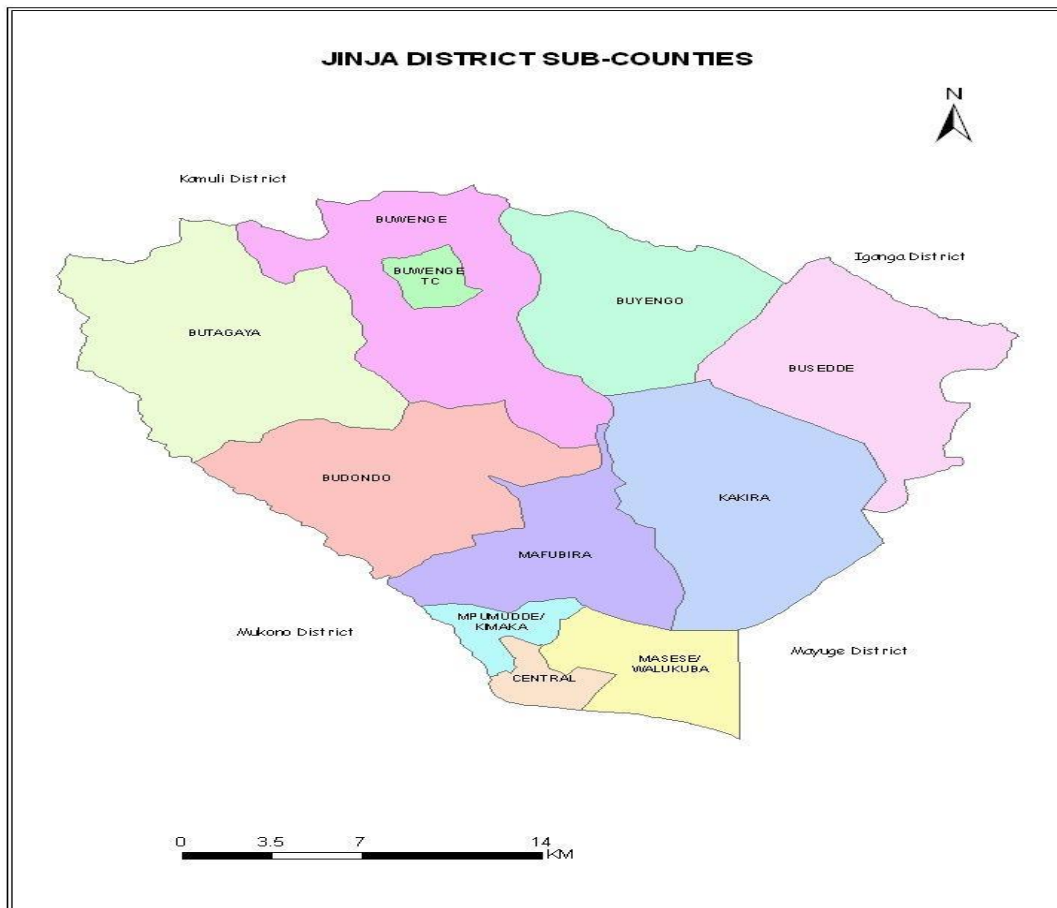 JINJA DISTRICT SUB-COUNTIES
N
Kamuli District
BUWENGE
BUWENGE
TC
Iganga District
BUYENGO
BUTAGAYA
BUSEDDE
BUDONDO
KAKIRA
MAFUBIRA
MPUMUDDE/
KIMAKA
Mukono District
Mayuge District
MASESE/
WALUKUBA
CENTRAL
0 3.5 7 14
KM